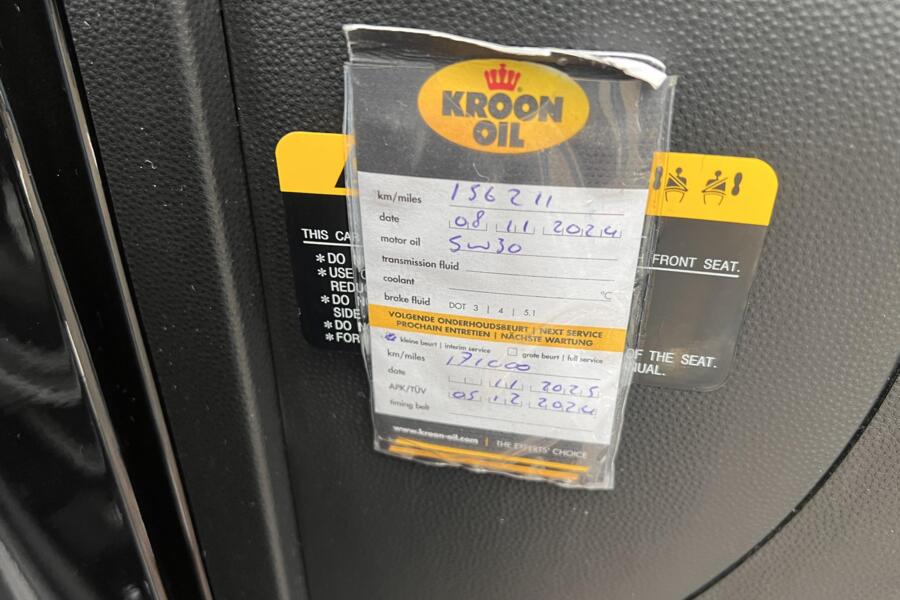 KROON
OIL
km/miles 156211
date 08 11 2024
motor oil 5W30
transmission fluid
coolant °C
brake fluid DOT 3 | 4 | 5.1
VOLGENDE ONDERHOUDSBEURT | NEXT SERVICE
PROCHAIN ENTRETIEN | NÄCHSTE WARTUNG
kleine beurt | interim service grote beurt | full service
km/miles 171000
date 11 2025
APK/TÜV 05 12 2024
timing belt
www.kroon-oil.com | THE EXPERTS' CHOICE
THIS CA
*DO
*USE
REDU
*DO
SIDE
*DO
*FOR
FRONT SEAT.
OF THE SEAT.
NUAL.